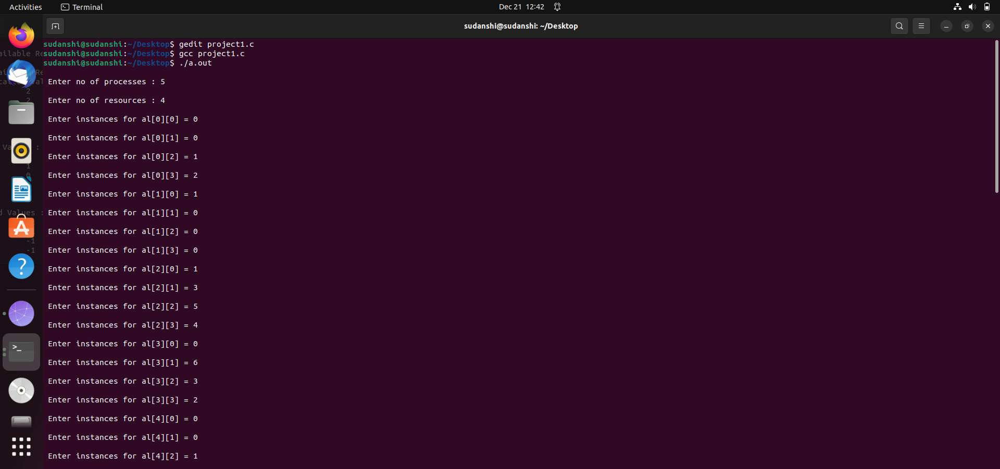 Activities Terminal Dec 21 12:42
sudanshi@sudanshi: ~/Desktop
sudanshi@sudanshi:~/Desktop$ gedit project1.c
sudanshi@sudanshi:~/Desktop$ gcc project1.c
sudanshi@sudanshi:~/Desktop$ ./a.out
Enter no of processes : 5
Enter no of resources : 4
Enter instances for al[0][0] = 0
Enter instances for al[0][1] = 0
Enter instances for al[0][2] = 1
Enter instances for al[0][3] = 2
Enter instances for al[1][0] = 1
Enter instances for al[1][1] = 0
Enter instances for al[1][2] = 0
Enter instances for al[1][3] = 0
Enter instances for al[2][0] = 1
Enter instances for al[2][1] = 3
Enter instances for al[2][2] = 5
Enter instances for al[2][3] = 4
Enter instances for al[3][0] = 0
Enter instances for al[3][1] = 6
Enter instances for al[3][2] = 3
Enter instances for al[3][3] = 2
Enter instances for al[4][0] = 0
Enter instances for al[4][1] = 0
Enter instances for al[4][2] = 1